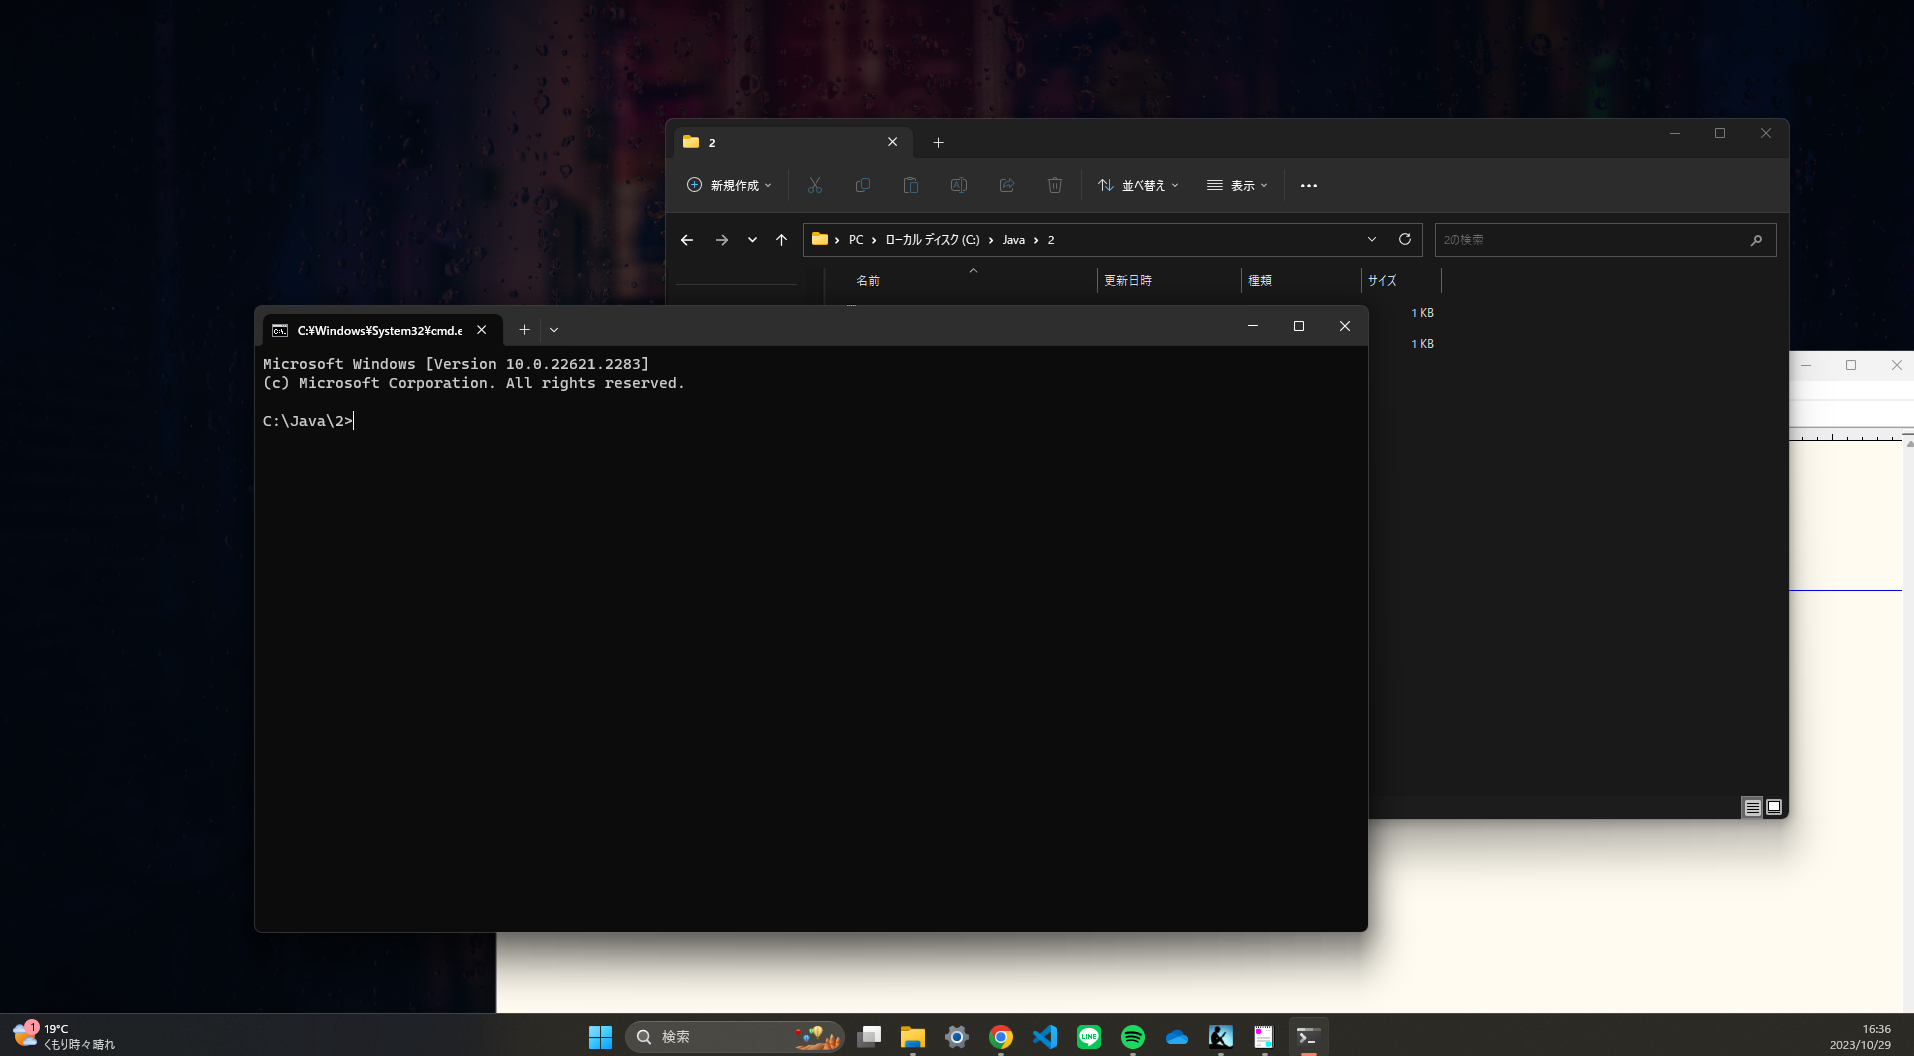 2
新規作成
並べ替え
表示
PC
ローカル ディスク (C:)
Java
2
2の検索
名前
更新日時
種類
サイズ
1 KB
1 KB
C:¥Windows¥System32¥cmd.e
Microsoft Windows [Version 10.0.22621.2283]
(c) Microsoft Corporation. All rights reserved.
C:\Java\2>
1
19°C
くもり時々晴れ
検索
LINE
16:36
2023/10/29